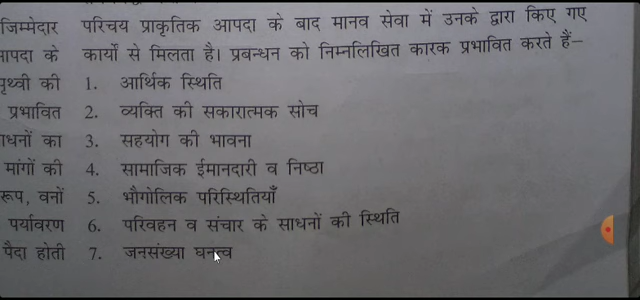 जिम्मेदार परिचय प्राकृतिक आपदा के बाद मानव सेवा में उनके द्वारा किए गए
आपदा के कार्यों से मिलता है। प्रबन्धन को निम्नलिखित कारक प्रभावित करते हैं–
पृथ्वी की 1. आर्थिक स्थिति
प्रभावित 2. व्यक्ति की सकारात्मक सोच
ाधनों का 3. सहयोग की भावना
मांगों की 4. सामाजिक ईमानदारी व निष्ठा
रूप, वनों 5. भौगोलिक परिस्थितियाँ
पर्यावरण 6. परिवहन व संचार के साधनों की स्थिति
पैदा होती 7. जनसंख्या घनत्व